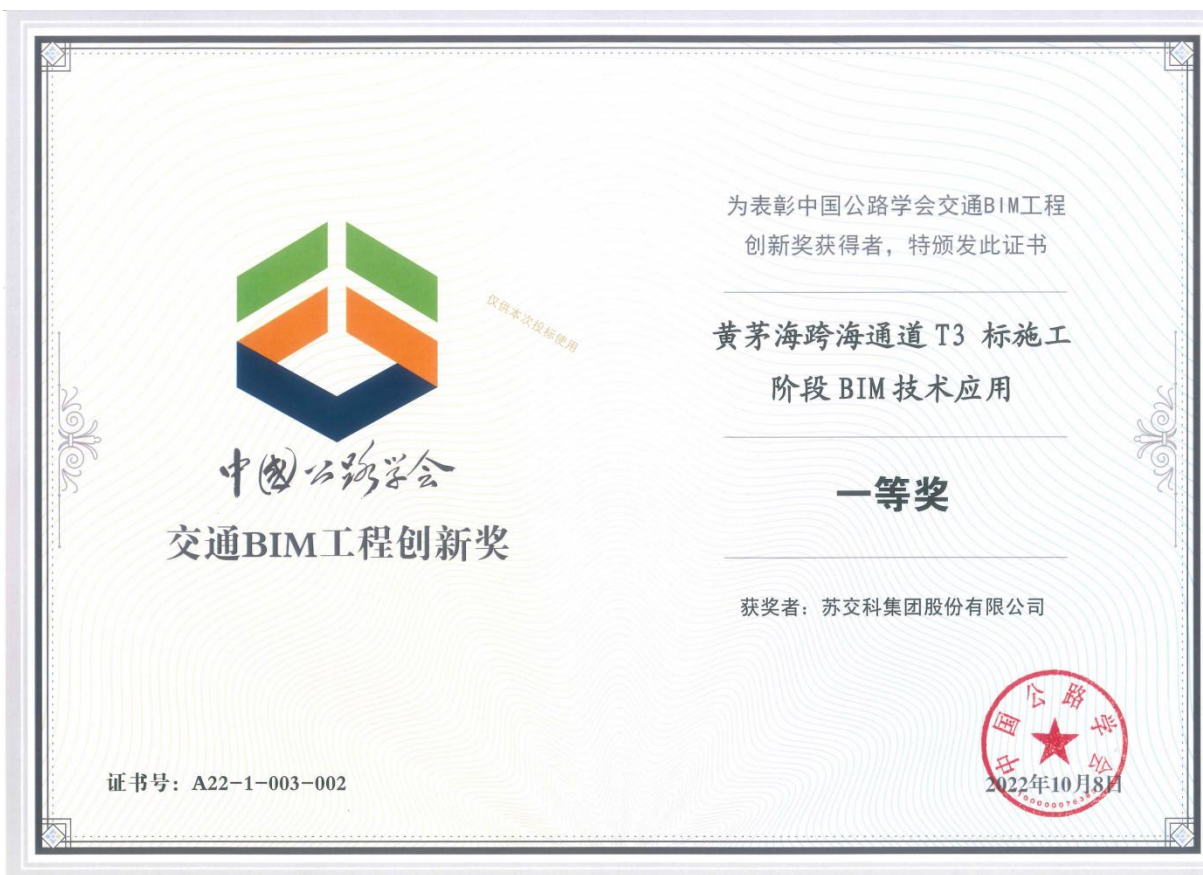 中国公路学会
交通BIM工程创新奖
仅供本次投标使用
证书号：A22-1-003-002
为表彰中国公路学会交通BIM工程
创新奖获得者，特颁发此证书
黄茅海跨海通道 T3 标施工
阶段 BIM 技术应用
一等奖
获奖者：苏交科集团股份有限公司
中国公路学会
2022年10月8日